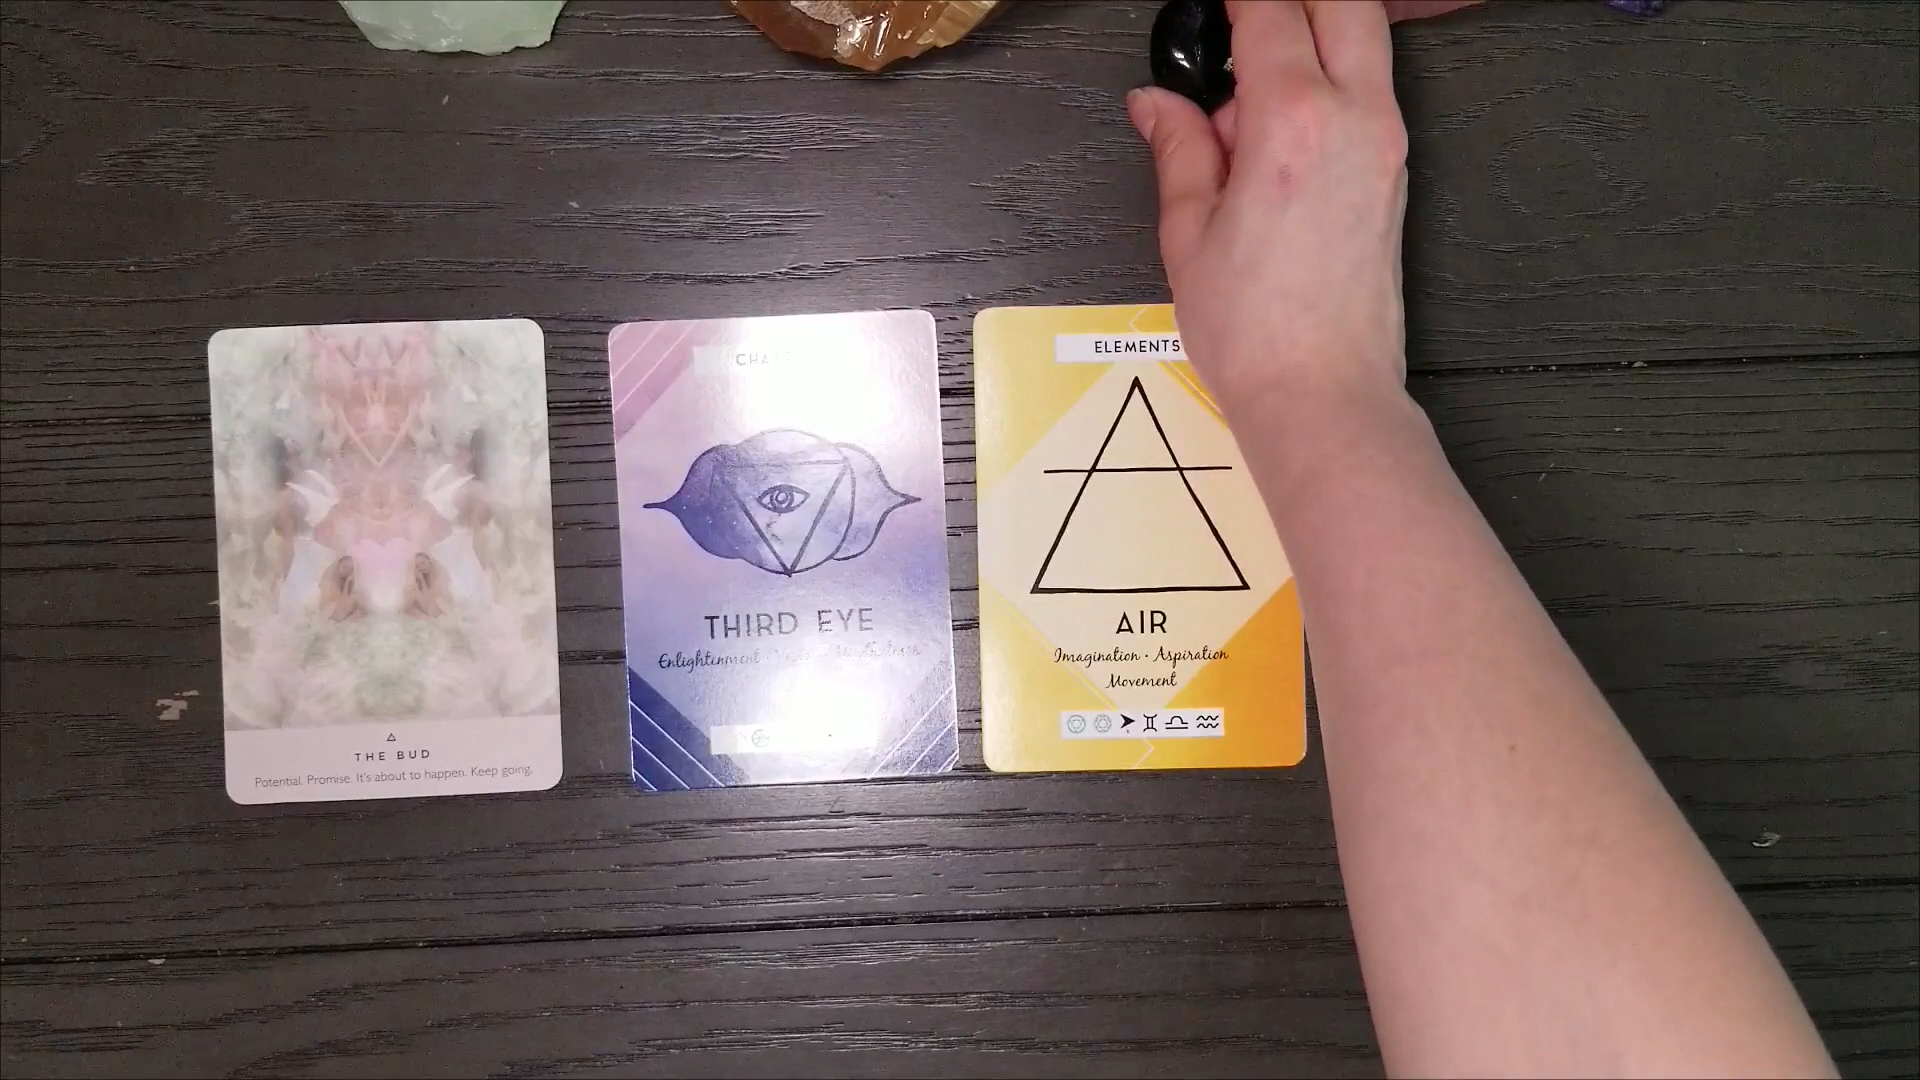 THE BUD
Potential. Promise. It's about to happen. Keep going.
THIRD EYE
Enlightenment ·
ELEMENTS
AIR
Imagination · Aspiration
Movement